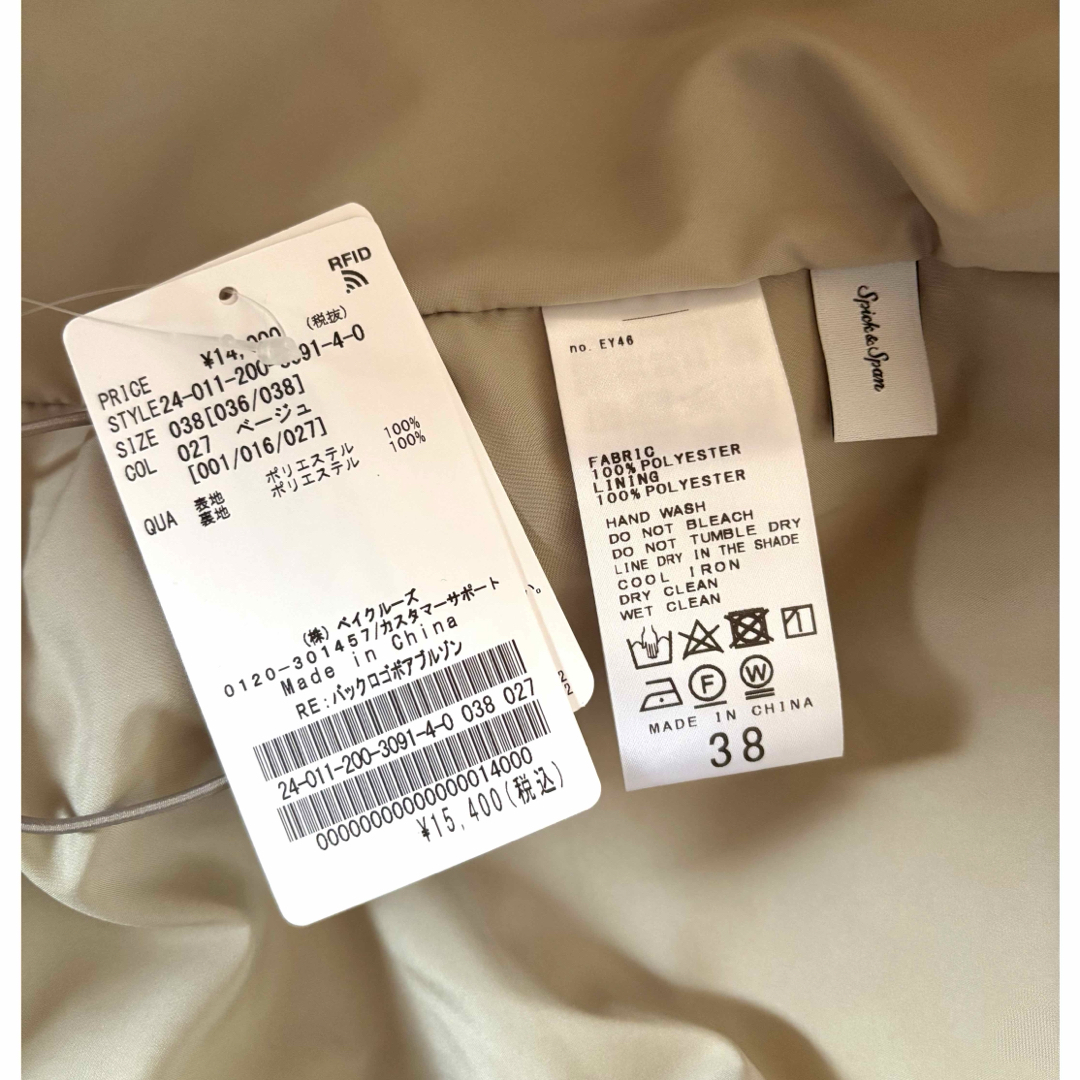 RFID
PRICE ¥14,000 (税抜)
STYLE24-011-200-3091-4-0
SIZE 038[036/038]
COL 027 ベージュ
[001/016/027]
QUA 表地 ポリエステル 100%
裏地 ポリエステル 100%
(株) ベイクルーズ
0120-301457/カスタマーサポート
Made in China
RE:バックロゴボアブルゾン
24-011-200-3091-4-0 038 027
00000000000000014000
¥15,400(税込)
no. EY46
FABRIC
100%POLYESTER
LINING
100%POLYESTER
HAND WASH
DO NOT BLEACH
DO NOT TUMBLE DRY
LINE DRY IN THE SHADE
COOL IRON
DRY CLEAN
WET CLEAN
F W
MADE IN CHINA
38
Spick & Span